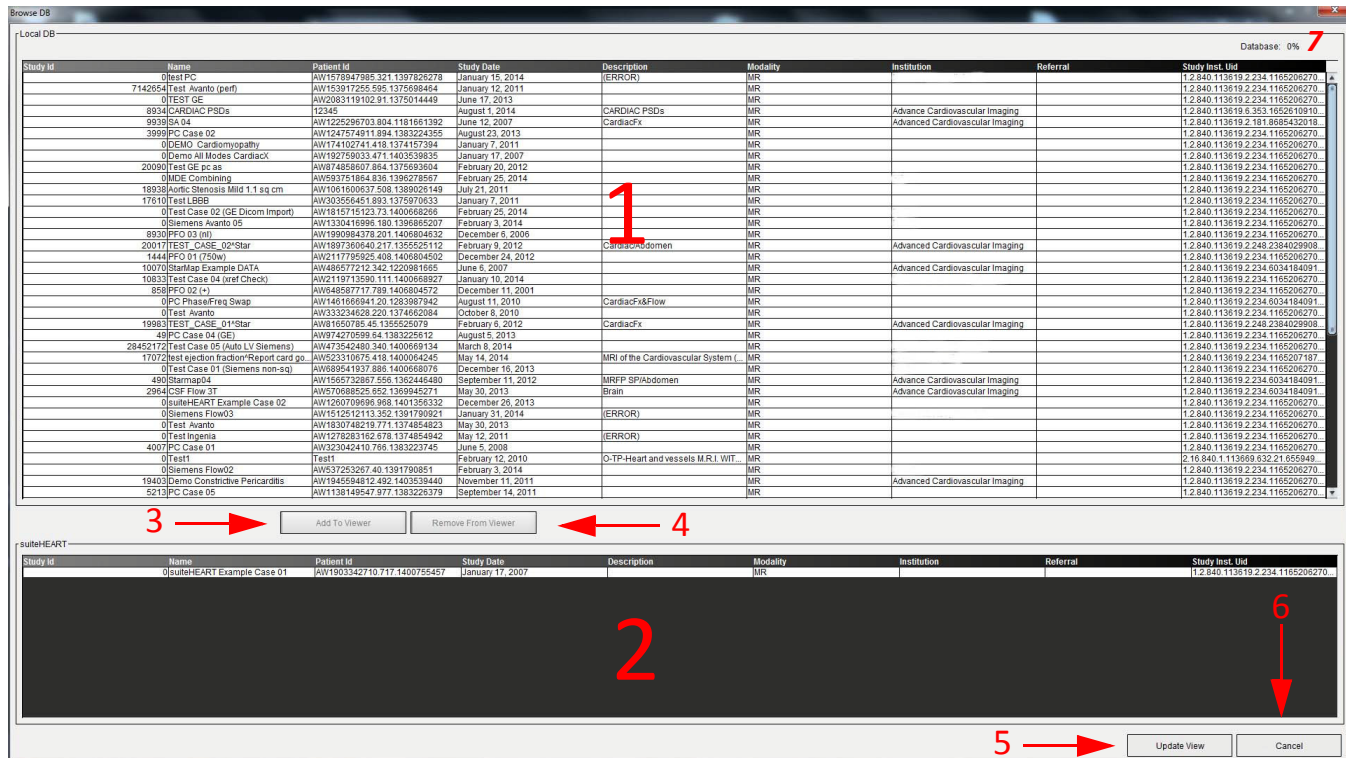 Browse DB
Local DB
Database: 0% 7
Study Id Name Patient Id Study Date Description Modality Institution Referral Study Inst. Uid
0 test PC AW1578947985.321.1397826278 January 15, 2014 (ERROR) MR 1.2.840.113619.2.234.1165206270...
7142654 Test Avanto (perf) AW153917255.595.1375698464 January 12, 2011 MR 1.2.840.113619.2.234.1165206270...
0 TEST GE AW2083119102.91.1375014449 June 17, 2013 MR 1.2.840.113619.2.234.1165206270...
8934 CARDIAC PSDs 12345 August 1, 2014 CARDIAC PSDs MR Advance Cardiovascular Imaging 1.2.840.113619.6.353.1652610910...
9939 SA 04 AW1225296703.804.1181661392 June 12, 2007 CardiacFx MR Advance Cardiovascular Imaging 1.2.840.113619.2.181.8685432018...
3999 PC Case 02 AW1247574911.894.1383224355 August 23, 2013 MR 1.2.840.113619.2.234.1165206270...
0 DEMO Cardiomyopathy AW174102741.418.1374157394 January 7, 2011 MR 1.2.840.113619.2.234.1165206270...
0 Demo All Modes CardiacX AW192759033.471.1403539835 January 17, 2007 MR 1.2.840.113619.2.234.1165206270...
20090 Test GE pc as AW874858607.864.1375693604 February 20, 2012 MR 1.2.840.113619.2.234.1165206270...
0 MDE Combining AW593751864.836.1396278567 February 25, 2014 MR 1.2.840.113619.2.234.1165206270...
18938 Aortic Stenosis Mild 1.1 sq cm AW1061600637.508.1389026149 July 21, 2011 MR 1.2.840.113619.2.234.1165206270...
17610 Test LBBB AW303556451.893.1375970633 January 7, 2011 MR 1.2.840.113619.2.234.1165206270...
0 Test Case 02 (GE Dicom Import) AW1815715123.73.1400668266 February 25, 2014 MR 1.2.840.113619.2.234.1165206270...
0 Siemens Avanto 05 AW1330416996.180.1396865207 February 3, 2014 MR 1.2.840.113619.2.234.1165206270...
8930 PFO 03 (nl) AW1990984378.201.1406804632 December 6, 2006 MR 1.2.840.113619.2.234.1165206270...
20017 TEST_CASE_02^Star AW1897360640.217.1355525112 February 9, 2012 Cardiac/Abdomen MR Advanced Cardiovascular Imaging 1.2.840.113619.2.248.2384029908...
1444 PFO 01 (750w) AW2117795925.408.1406804502 December 24, 2012 MR 1.2.840.113619.2.234.1165206270...
10070 StarMap Example DATA AW486577212.342.1220981665 June 6, 2007 MR Advanced Cardiovascular Imaging 1.2.840.113619.2.234.6034184091...
10833 Test Case 04 (xref Check) AW2119713590.111.1400668927 January 10, 2014 MR 1.2.840.113619.2.234.1165206270...
858 PFO 02 (+) AW648587717.789.1406804572 December 11, 2001 MR 1.2.840.113619.2.234.1165206270...
0 PC Phase/Freq Swap AW1461666941.20.1283987942 August 11, 2010 CardiacFx&Flow MR 1.2.840.113619.2.234.6034184091...
0 Test Avanto AW333234628.220.1374662084 October 8, 2010 MR 1.2.840.113619.2.234.1165206270...
19983 TEST_CASE_01^Star AW81650785.45.1355525079 February 6, 2012 CardiacFx MR Advanced Cardiovascular Imaging 1.2.840.113619.2.248.2384029908...
49 PC Case 04 (GE) AW974270599.64.1383225612 August 5, 2013 MR 1.2.840.113619.2.234.1165206270...
28452172 Test Case 05 (Auto LV Siemens) AW473542480.340.1400669134 March 8, 2014 MR 1.2.840.113619.2.234.1165206270...
17072 test ejection fraction^Report card go... AW523310675.418.1400064245 May 14, 2014 MRI of the Cardiovascular System (... MR 1.2.840.113619.2.234.1165207187...
0 Test Case 01 (Siemens non-sq) AW689541937.886.1400668076 December 16, 2013 MR 1.2.840.113619.2.234.1165206270...
490 Starmap04 AW1565732867.556.1362446480 September 11, 2012 MRFP SP/Abdomen MR Advance Cardiovascular Imaging 1.2.840.113619.2.234.6034184091...
2964 CSF Flow 3T AW570688525.652.1369945271 May 30, 2013 Brain MR Advance Cardiovascular Imaging 1.2.840.113619.2.234.6034184091...
0 suiteHEART Example Case 02 AW1260709696.968.1401356332 December 26, 2013 MR 1.2.840.113619.2.234.1165206270...
0 Siemens Flow03 AW1512512113.352.1391790921 January 31, 2014 (ERROR) MR 1.2.840.113619.2.234.1165206270...
0 Test Avanto AW1830748219.771.1374854823 May 30, 2013 MR 1.2.840.113619.2.234.1165206270...
0 Test Ingenia AW1278283162.678.1374854942 May 12, 2011 (ERROR) MR 1.2.840.113619.2.234.1165206270...
4007 PC Case 01 AW323042410.766.1383223745 June 5, 2008 MR 1.2.840.113619.2.234.1165206270...
0 Test1 Test1 February 12, 2010 O-TP-Heart and vessels M.R.I. WIT... MR 2.16.840.1.113669.632.21.655949...
0 Siemens Flow02 AW537253267.40.1391790851 February 3, 2014 MR 1.2.840.113619.2.234.1165206270...
19403 Demo Constrictive Pericarditis AW1945594812.492.1403539440 November 11, 2011 MR Advanced Cardiovascular Imaging 1.2.840.113619.2.234.1165206270...
5213 PC Case 05 AW1138149547.977.1383226379 September 14, 2011 MR 1.2.840.113619.2.234.1165206270...
1
3 Add To Viewer Remove From Viewer 4
suiteHEART
Study Id Name Patient Id Study Date Description Modality Institution Referral Study Inst. Uid
0 suiteHEART Example Case 01 AW1903342710.717.1400755457 January 17, 2007 MR 1.2.840.113619.2.234.1165206270...
6
2
5 Update View Cancel